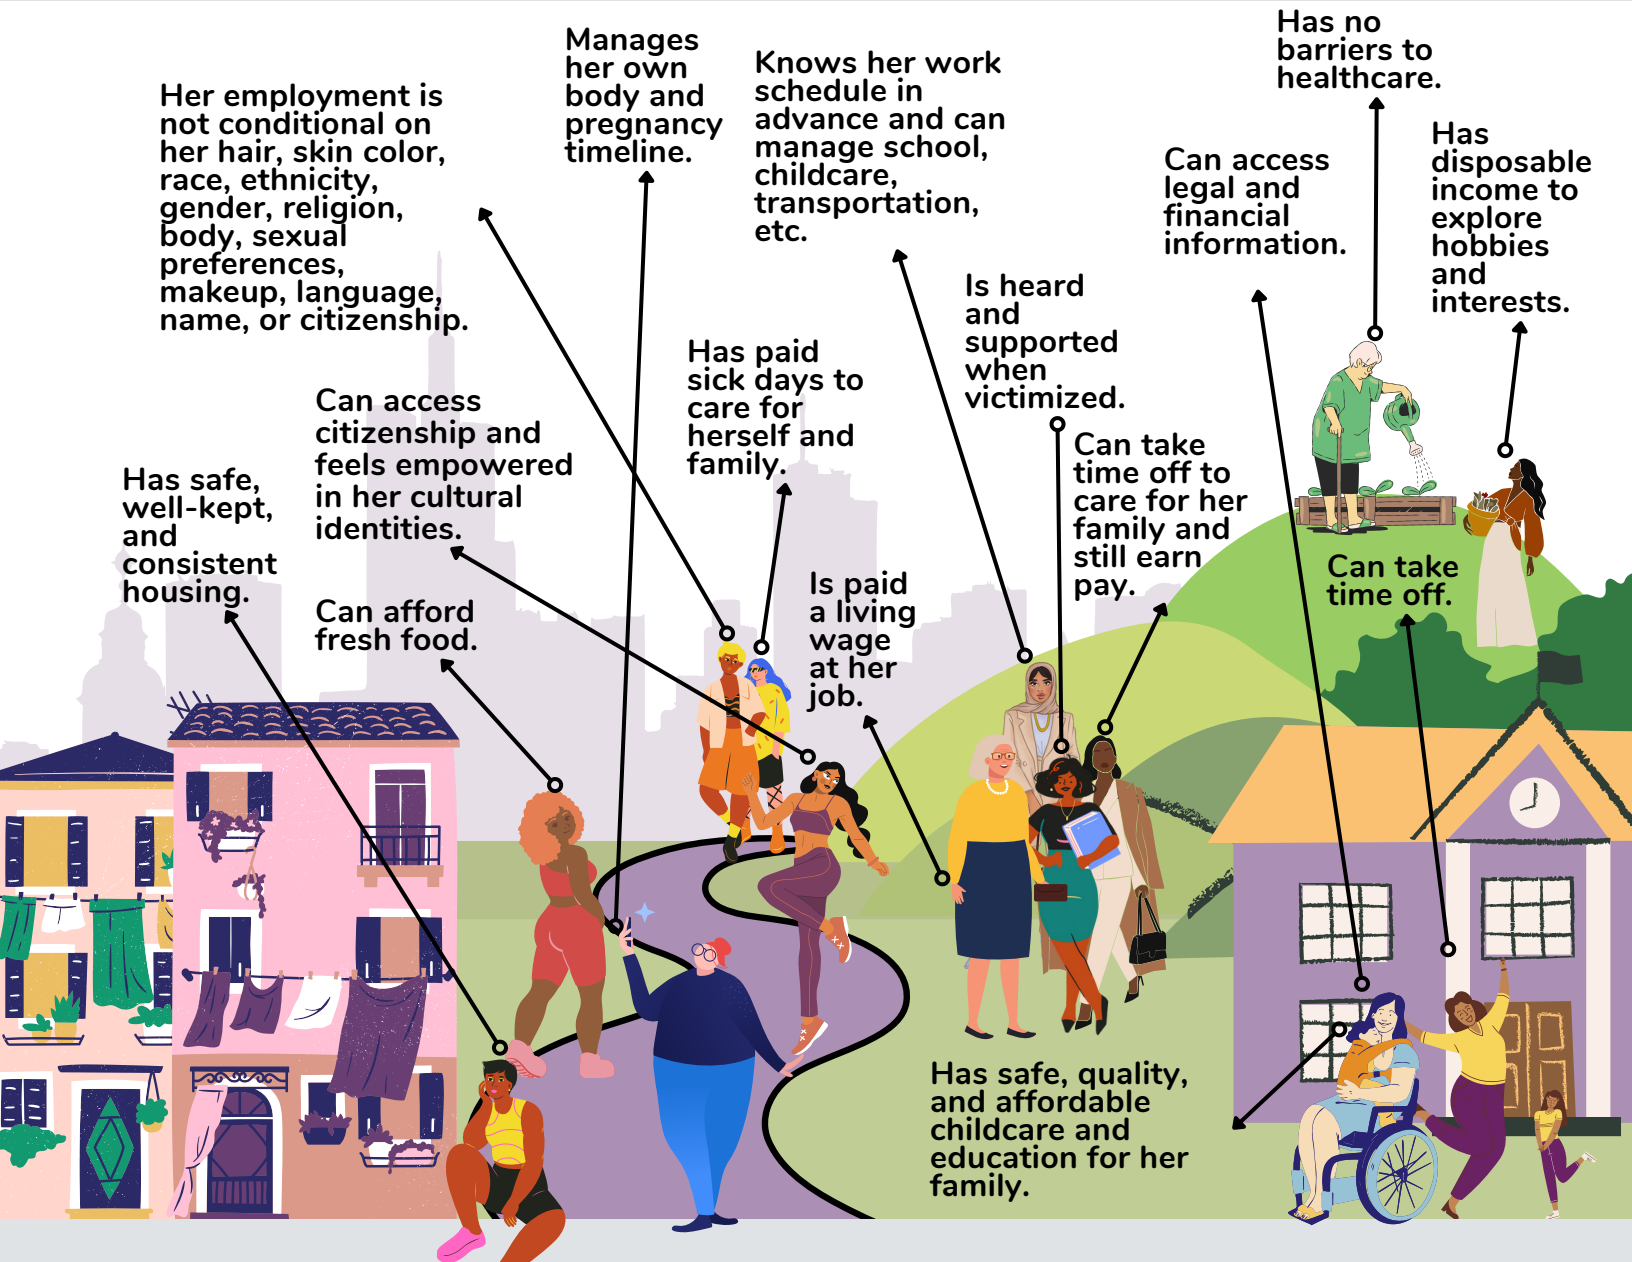 Her employment is
not conditional on
her hair, skin color,
race, ethnicity,
gender, religion,
body, sexual
preferences,
makeup, language,
name, or citizenship.
Manages
her own
body and
pregnancy
timeline.
Knows her work
schedule in
advance and can
manage school,
childcare,
transportation,
etc.
Has no
barriers to
healthcare.
Can access
legal and
financial
information.
Has
disposable
income to
explore
hobbies
and
interests.
Is heard
and
supported
when
victimized.
Has paid
sick days to
care for
herself and
family.
Can access
citizenship and
feels empowered
in her cultural
identities.
Can take
time off to
care for her
family and
still earn
pay.
Has safe,
well-kept,
and
consistent
housing.
Can afford
fresh food.
Is paid
a living
wage
at her
job.
Can take
time off.
Has safe, quality,
and affordable
childcare and
education for her
family.